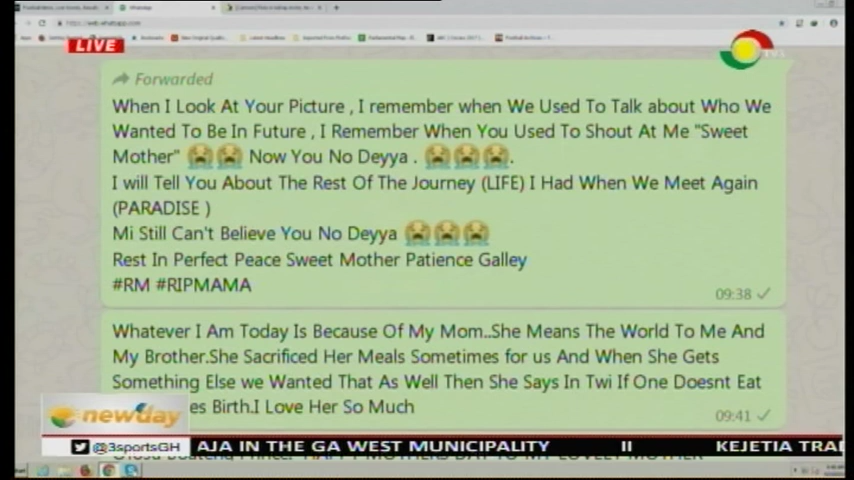 WhatsApp
https://web.whatsapp.com
LIVE
Forwarded
When I Look At Your Picture , I remember when We Used To Talk about Who We
Wanted To Be In Future , I Remember When You Used To Shout At Me "Sweet
Mother" 😭😭 Now You No Deyya . 😭😭😭.
I will Tell You About The Rest Of The Journey (LIFE) I Had When We Meet Again
(PARADISE )
Mi Still Can't Believe You No Deyya 😭😭😭
Rest In Perfect Peace Sweet Mother Patience Galley
#RM #RIPMAMA
09:38
Whatever I Am Today Is Because Of My Mom..She Means The World To Me And
My Brother.She Sacrificed Her Meals Sometimes for us And When She Gets
Something Else we Wanted That As Well Then She Says In Twi If One Doesnt Eat
es Birth.I Love Her So Much
09:41
newday
@3sportsGH
AJA IN THE GA WEST MUNICIPALITY II KEJETIA TRA